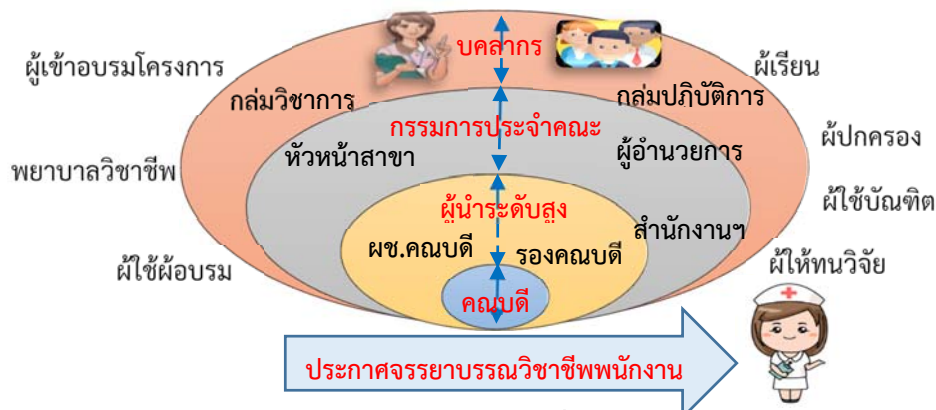 บคลากร
ผู้เข้าอบรมโครงการ
ผ้เรียน
กล่มวิชาการ
กล่มปฎิบัติการ
กรรมการประจำคณะ
หัวหน้าสาขา
ผู้อำนวยการ
ผ้ปกครอง
พยาบาลวิชาชีพ
ผ้ใช้บัณฑิต
ผู้นำระดับสูง
สำนักงานฯ
ผช.คณบดี
รองคณบดี
ผ้ใช้ผ้อบรม
ผ้ให้ทนวิจัย
คณบดี
ประกาศจรรยาบรรณวิชาชีพพนักงาน